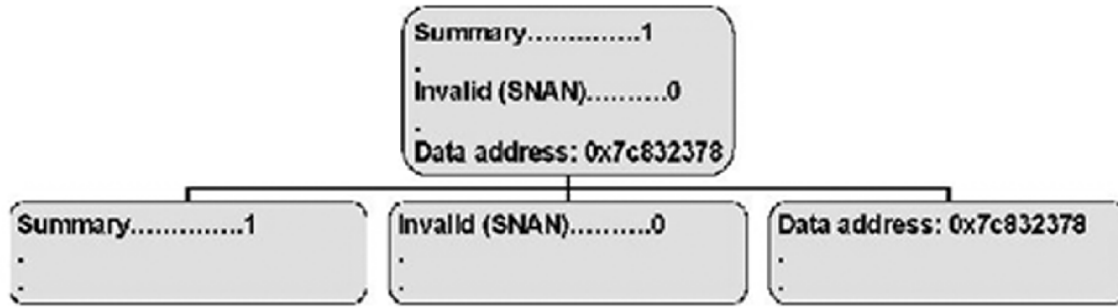 Summary..............1
.
Invalid (SNAN)..........0
.
Data address: 0x7c832378
Summary..............1
.
.
Invalid (SNAN)..........0
.
.
Data address: 0x7c832378
.
.